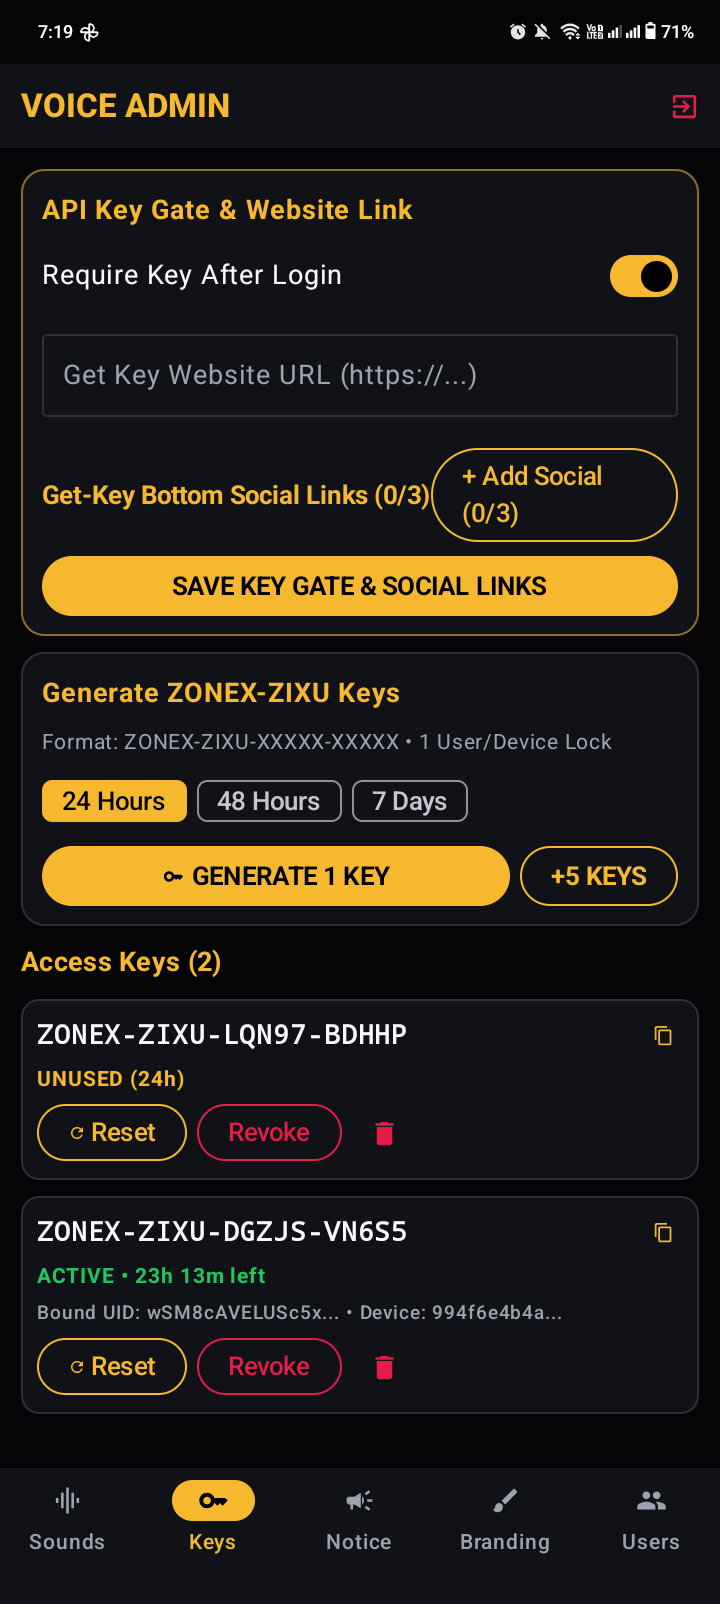 7:19
71%
VOICE ADMIN
API Key Gate & Website Link
Require Key After Login
Get Key Website URL (https://...)
Get-Key Bottom Social Links (0/3)
+ Add Social
(0/3)
SAVE KEY GATE & SOCIAL LINKS
Generate ZONEX-ZIXU Keys
Format: ZONEX-ZIXU-XXXXX-XXXXX • 1 User/Device Lock
24 Hours 48 Hours 7 Days
GENERATE 1 KEY +5 KEYS
Access Keys (2)
ZONEX-ZIXU-LQN97-BDHHP
UNUSED (24h)
Reset Revoke
ZONEX-ZIXU-DGZJS-VN6S5
ACTIVE • 23h 13m left
Bound UID: wSM8cAVELUSc5x... • Device: 994f6e4b4a...
Reset Revoke
Sounds Keys Notice Branding Users